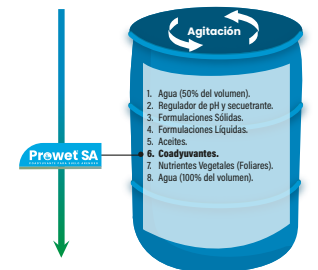 Agitación
1. Agua (50% del volumen).
2. Regulador de pH y secuetrante.
3. Formulaciones Sólidas.
4. Formulaciones Líquidas.
5. Aceites.
Prowet SA
6. Coadyuvantes.
7. Nutrientes Vegetales (Foliares).
8. Agua (100% del volumen).